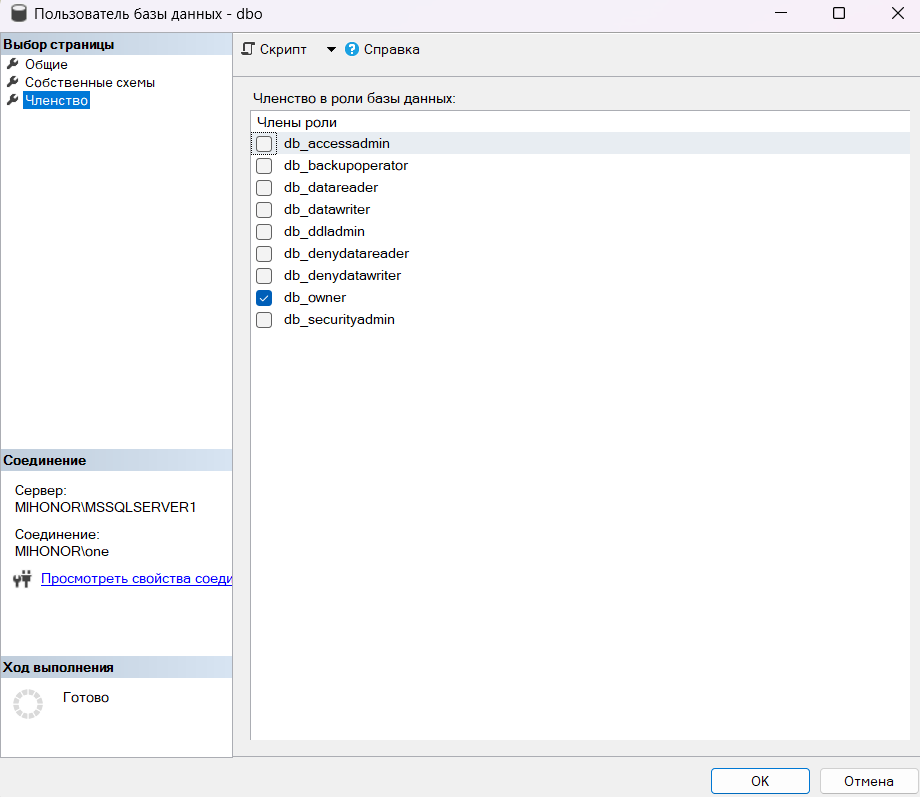 Пользователь базы данных - dbo
Выбор страницы
Общие
Собственные схемы
Членство
Скрипт
Справка
Членство в роли базы данных:
Члены роли
db_accessadmin
db_backupoperator
db_datareader
db_datawriter
db_ddladmin
db_denydatareader
db_denydatawriter
db_owner
db_securityadmin
Соединение
Сервер:
MIHONOR\MSSQLSERVER1
Соединение:
MIHONOR\one
Просмотреть свойства соеди
Ход выполнения
Готово
OK
Отмена